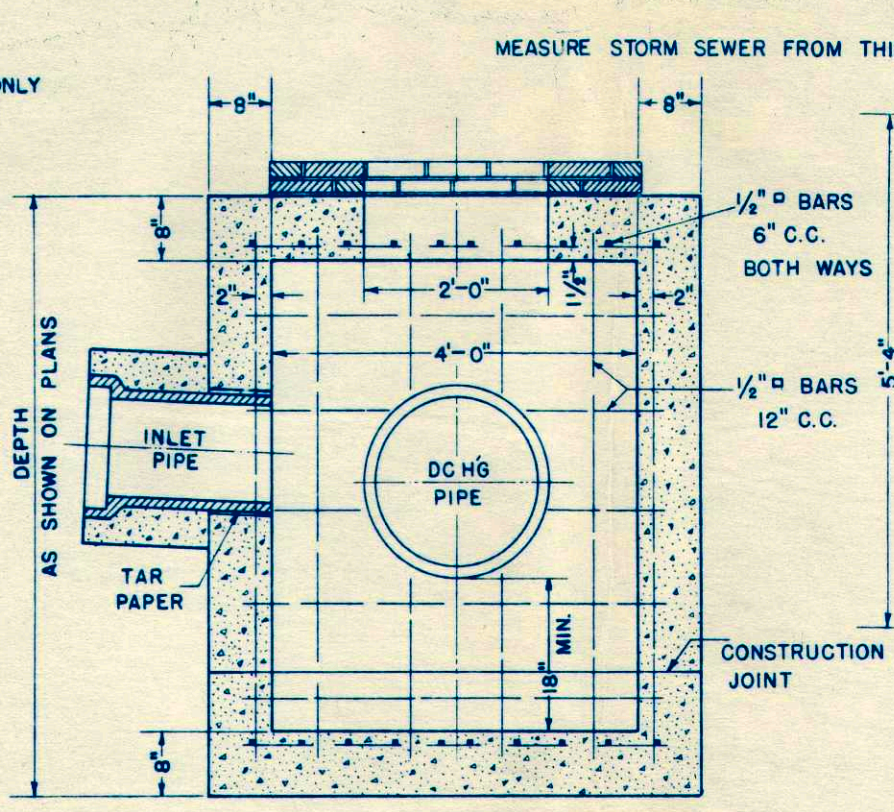 MEASURE STORM SEWER FROM THI
ONLY
8"
8"
1/2" BARS
6" C.C.
BOTH WAYS
8"
2'-0"
1 1/2"
2"
2"
4'-0"
5'-4"
1/2" BARS
12" C.C.
DEPTH
AS SHOWN ON PLANS
INLET
PIPE
DCH'G
PIPE
TAR
PAPER
18" MIN.
CONSTRUCTION
JOINT
8"